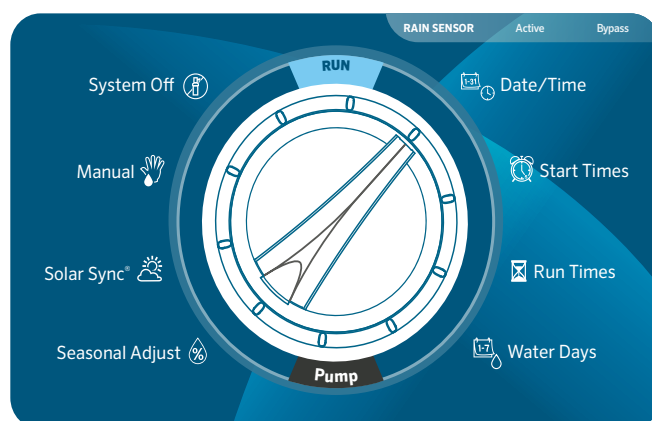 RAIN SENSOR Active Bypass
RUN
System Off
1-31 Date/Time
Manual
Start Times
Solar Sync®
Run Times
Seasonal Adjust %
1-7 Water Days
Pump